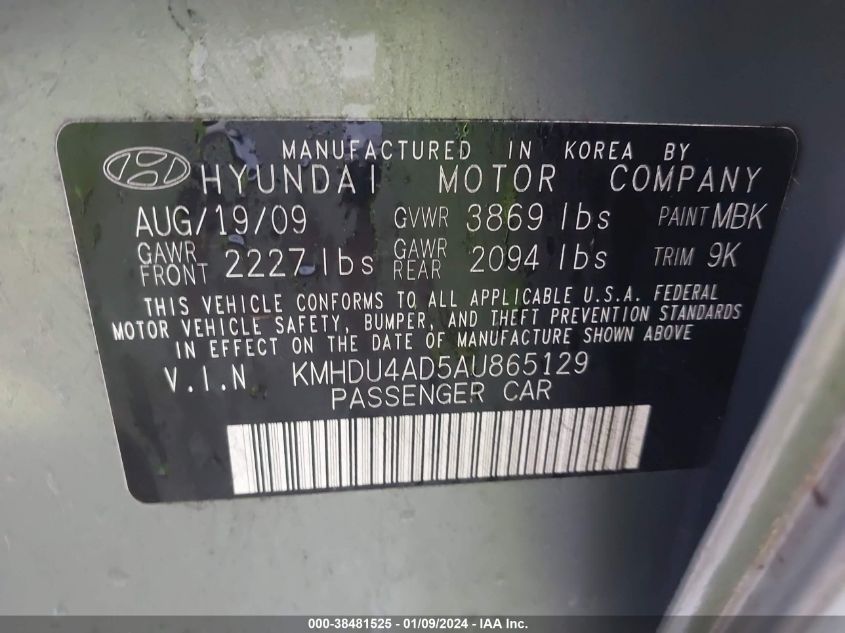 MANUFACTURED IN KOREA BY
HYUNDAI MOTOR COMPANY
AUG/19/09 GVWR 3869 lbs PAINT MBK
GAWR FRONT 2227 lbs GAWR REAR 2094 lbs TRIM 9K
THIS VEHICLE CONFORMS TO ALL APPLICABLE U.S.A. FEDERAL
MOTOR VEHICLE SAFETY, BUMPER, AND THEFT PREVENTION STANDARDS
IN EFFECT ON THE DATE OF MANUFACTURE SHOWN ABOVE
V.I.N KMHDU4AD5AU865129
PASSENGER CAR
000-38481525 - 01/09/2024 - IAA Inc.